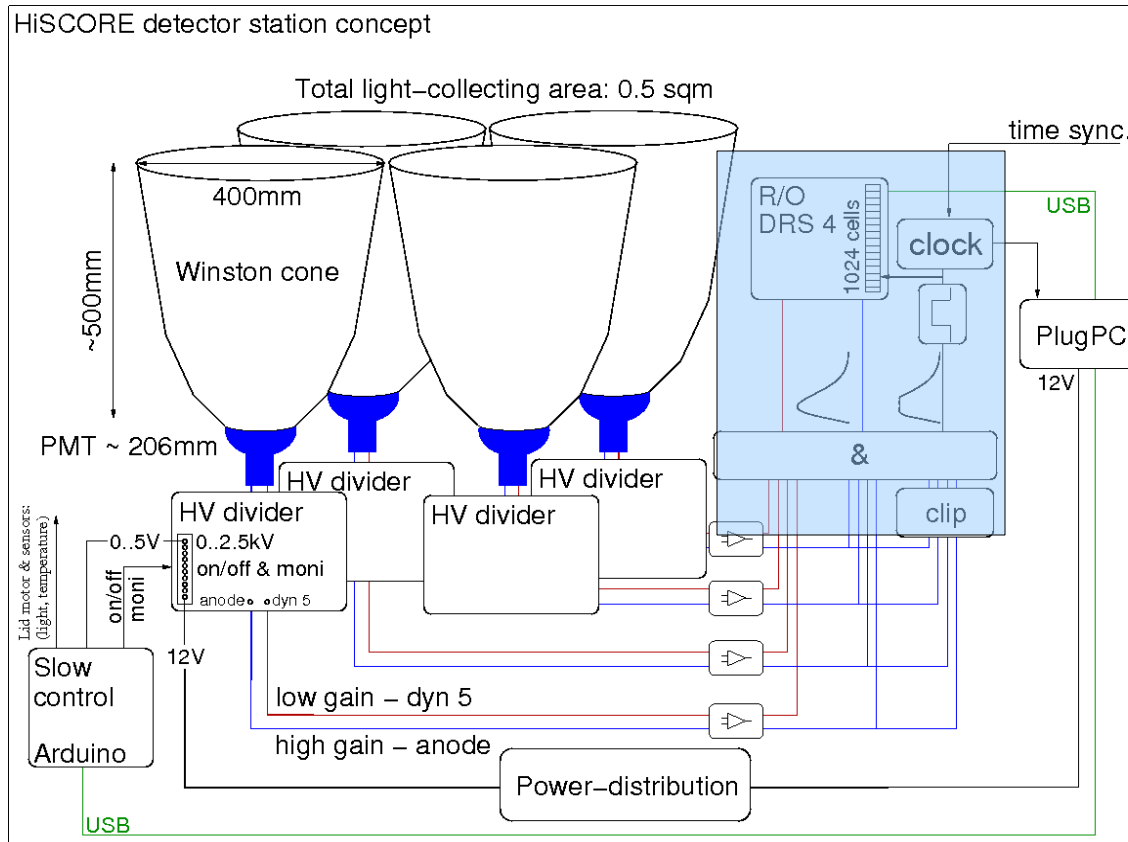 HiSCORE detector station concept
Total light-collecting area: 0.5 sqm
time sync.
400mm
~500mm
Winston cone
R/O
DRS 4
1024 cells
clock
USB
PlugPC
12V
PMT ~ 206mm
&
clip
HV divider
HV divider
HV divider
HV divider
0..2.5kV
on/off & moni
anode
dyn 5
0..5V
on/off
moni
Lid motor & sensors:
(light, temperature)
12V
Slow
control
Arduino
low gain - dyn 5
high gain - anode
Power-distribution
USB